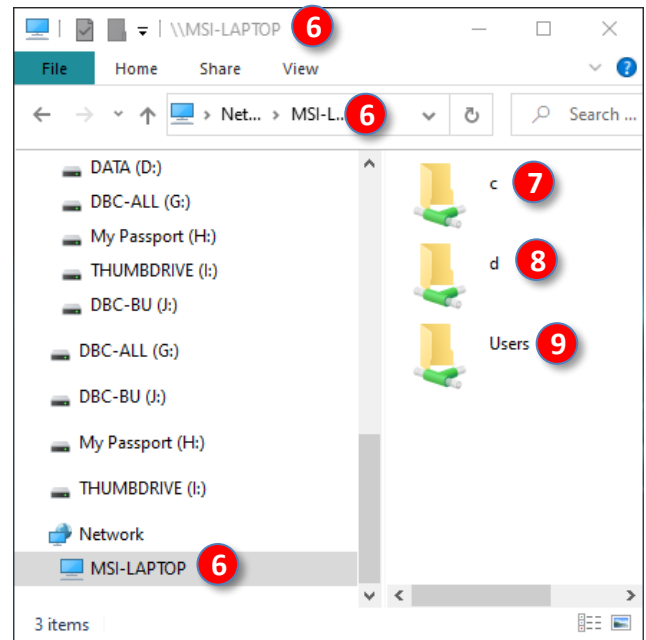 \\MSI-LAPTOP 6
File Home Share View ?
Net... MSI-L... 6 Search ...
DATA (D:)
DBC-ALL (G:)
My Passport (H:)
THUMBDRIVE (I:)
DBC-BU (J:)
DBC-ALL (G:)
DBC-BU (J:)
My Passport (H:)
THUMBDRIVE (I:)
Network
MSI-LAPTOP 6
c 7
d 8
Users 9
3 items